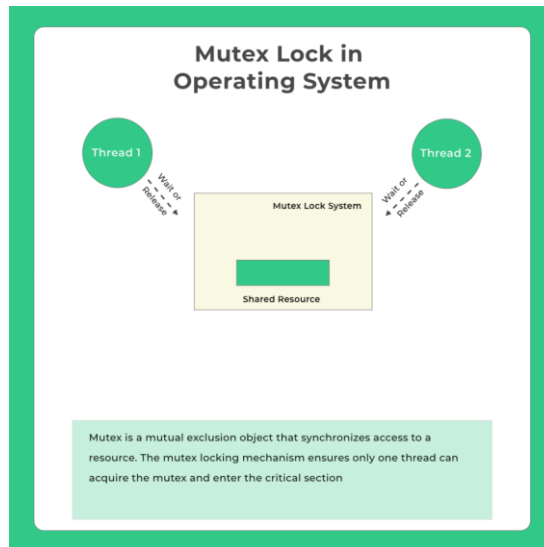 Mutex Lock in
Operating System
Thread 1
Thread 2
Wait or
Release
Wait or
Release
Mutex Lock System
Shared Resource
Mutex is a mutual exclusion object that synchronizes access to a
resource. The mutex locking mechanism ensures only one thread can
acquire the mutex and enter the critical section